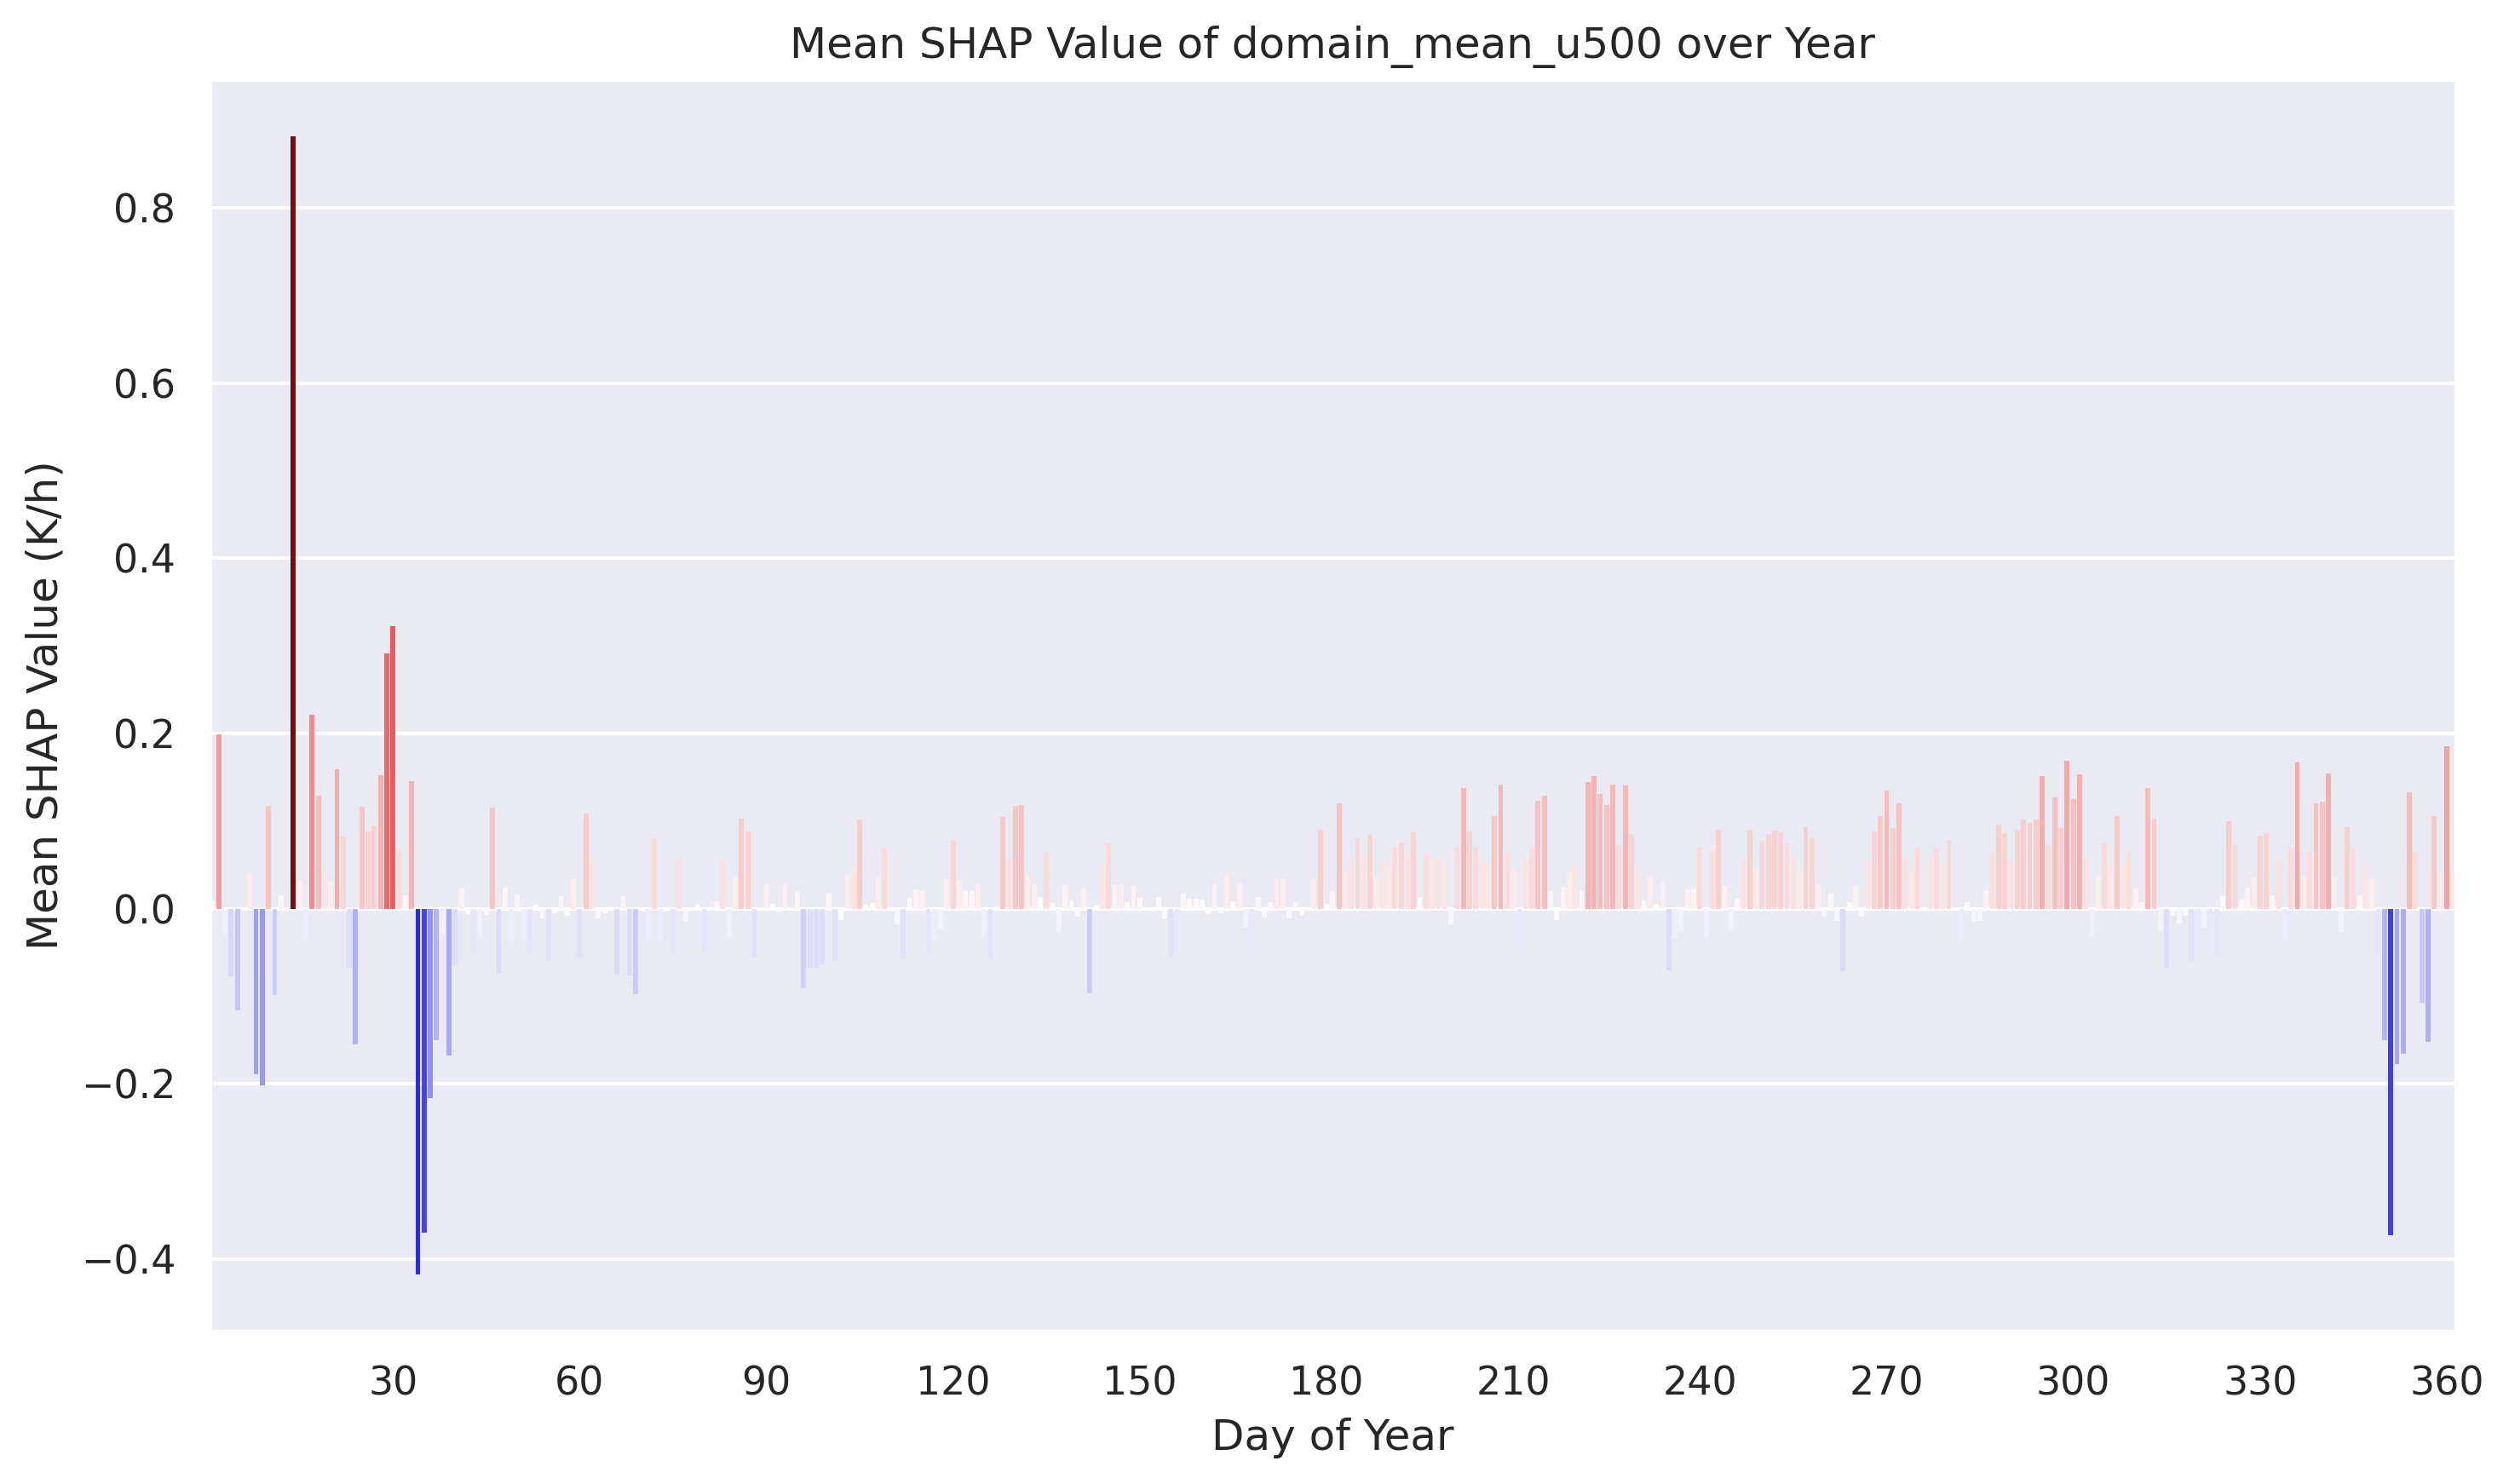 Mean SHAP Value of domain_mean_u500 over Year
Mean SHAP Value (K/h)
0.8
0.6
0.4
0.2
0.0
−0.2
−0.4
30 60 90 120 150 180 210 240 270 300 330 360
Day of Year